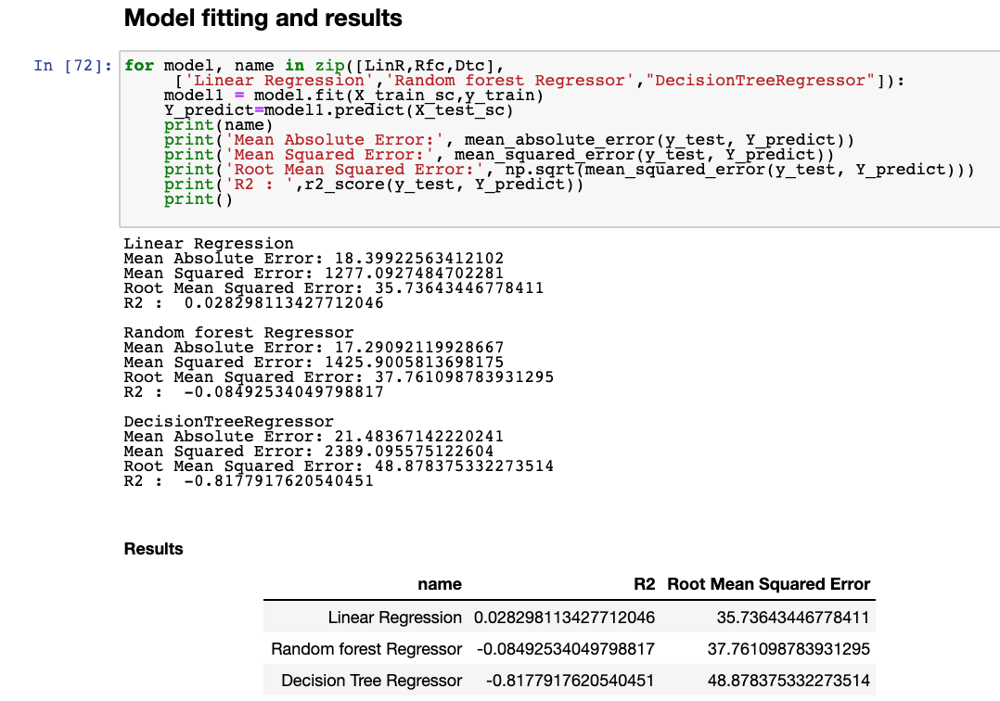 Model fitting and results
In [72]: for model, name in zip([LinR,Rfc,Dtc],
['Linear Regression','Random forest Regressor',"DecisionTreeRegressor"]):
model1 = model.fit(X_train_sc,y_train)
Y_predict=model1.predict(X_test_sc)
print(name)
print('Mean Absolute Error:', mean_absolute_error(y_test, Y_predict))
print('Mean Squared Error:', mean_squared_error(y_test, Y_predict))
print('Root Mean Squared Error:', np.sqrt(mean_squared_error(y_test, Y_predict)))
print('R2 : ',r2_score(y_test, Y_predict))
print()
Linear Regression
Mean Absolute Error: 18.39922563412102
Mean Squared Error: 1277.0927484702281
Root Mean Squared Error: 35.73643446778411
R2 :  0.028298113427712046
Random forest Regressor
Mean Absolute Error: 17.29092119928667
Mean Squared Error: 1425.9005813698175
Root Mean Squared Error: 37.761098783931295
R2 :  -0.08492534049798817
DecisionTreeRegressor
Mean Absolute Error: 21.48367142220241
Mean Squared Error: 2389.095575122604
Root Mean Squared Error: 48.878375332273514
R2 :  -0.8177917620540451
Results
name R2 Root Mean Squared Error
Linear Regression 0.028298113427712046 35.73643446778411
Random forest Regressor -0.08492534049798817 37.761098783931295
Decision Tree Regressor -0.8177917620540451 48.878375332273514